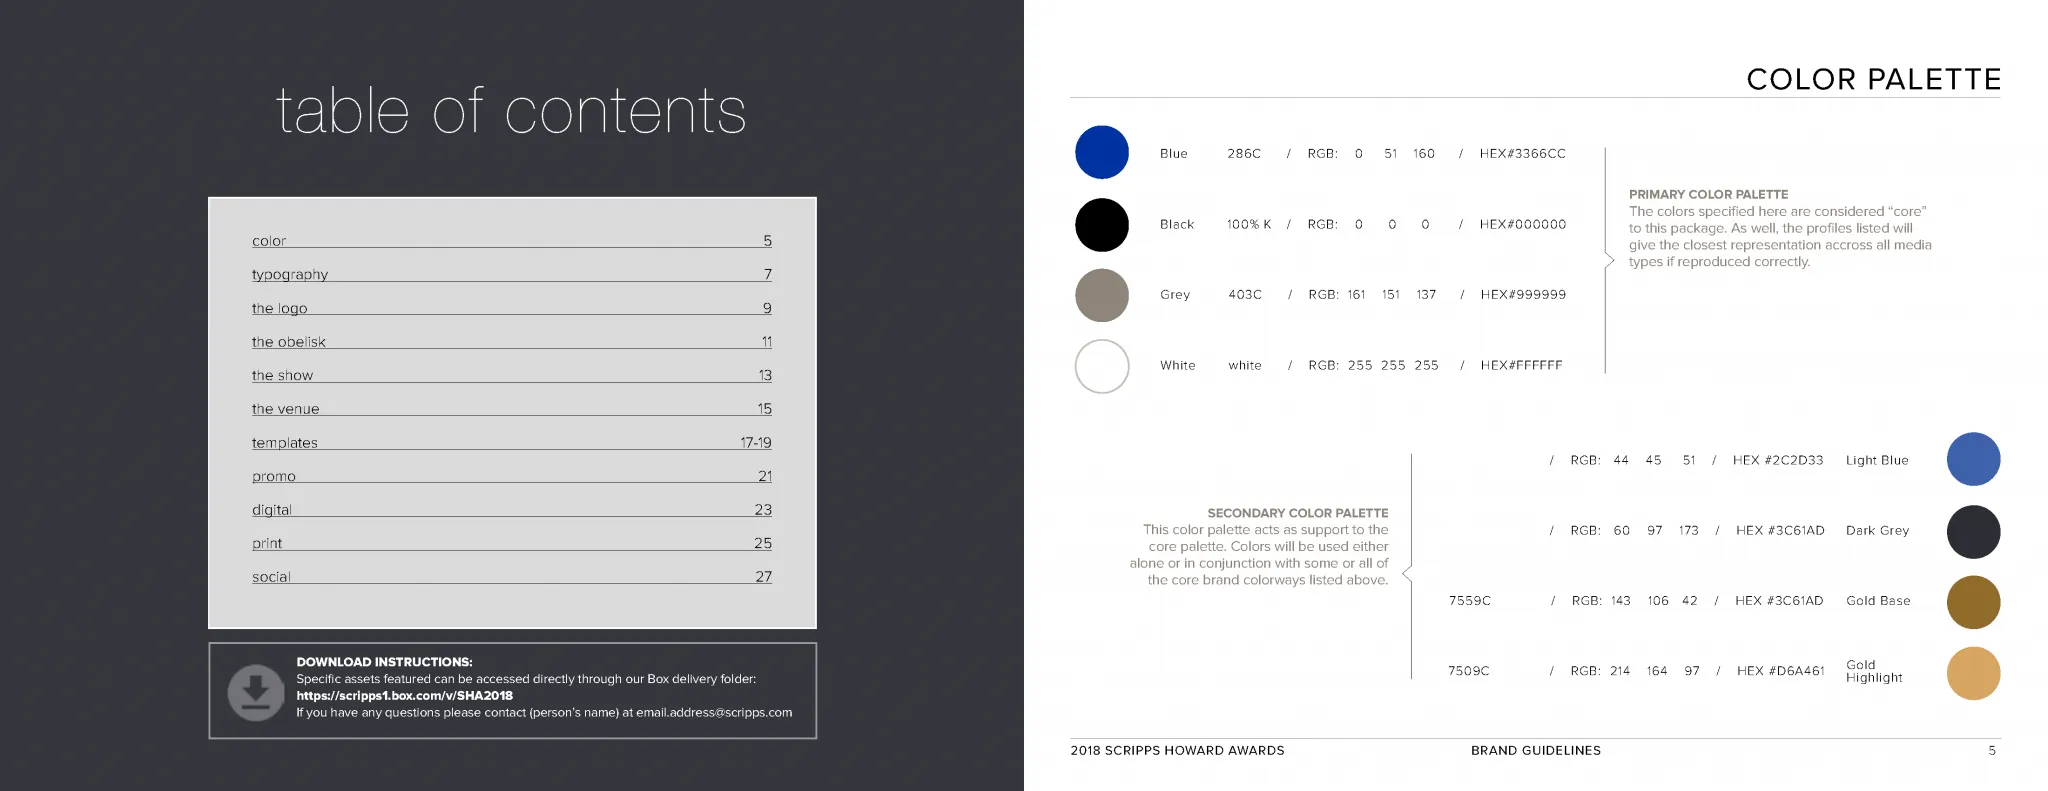 table of contents
color 5
typography 7
the logo 9
the obelisk 11
the show 13
the venue 15
templates 17-19
promo 21
digital 23
print 25
social 27
DOWNLOAD INSTRUCTIONS:
Specific assets featured can be accessed directly through our Box delivery folder:
https://scripps1.box.com/v/SHA2018
If you have any questions please contact (person's name) at email.address@scripps.com
COLOR PALETTE
Blue 286C / RGB: 0 51 160 / HEX#3366CC
Black 100% K / RGB: 0 0 0 / HEX#000000
Grey 403C / RGB: 161 151 137 / HEX#999999
White white / RGB: 255 255 255 / HEX#FFFFFF
PRIMARY COLOR PALETTE
The colors specified here are considered “core”
to this package. As well, the profiles listed will
give the closest representation accross all media
types if reproduced correctly.
SECONDARY COLOR PALETTE
This color palette acts as support to the
core palette. Colors will be used either
alone or in conjunction with some or all of
the core brand colorways listed above.
/ RGB: 44 45 51 / HEX #2C2D33 Light Blue
/ RGB: 60 97 173 / HEX #3C61AD Dark Grey
7559C / RGB: 143 106 42 / HEX #3C61AD Gold Base
7509C / RGB: 214 164 97 / HEX #D6A461 Gold
Highlight
2018 SCRIPPS HOWARD AWARDS BRAND GUIDELINES 5